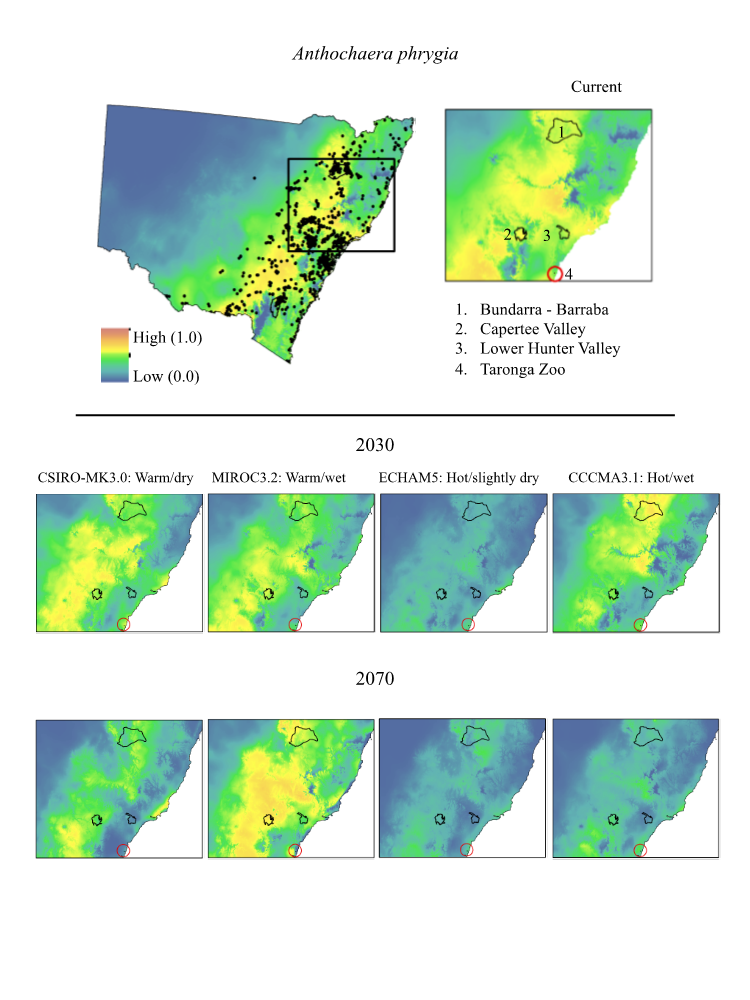 Anthochaera phrygia
Current
1
2
3
4
High (1.0)
Low (0.0)
1. Bundarra - Barraba
2. Capertee Valley
3. Lower Hunter Valley
4. Taronga Zoo
2030
CSIRO-MK3.0: Warm/dry
MIROC3.2: Warm/wet
ECHAM5: Hot/slightly dry
CCCMA3.1: Hot/wet
2070